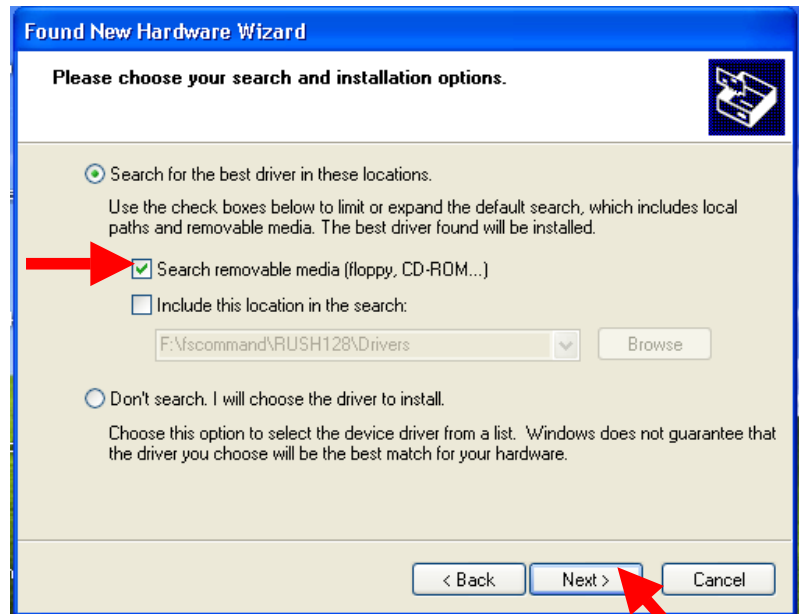 Found New Hardware Wizard
Please choose your search and installation options.
Search for the best driver in these locations.
Use the check boxes below to limit or expand the default search, which includes local
paths and removable media. The best driver found will be installed.
Search removable media (floppy, CD-ROM...)
Include this location in the search:
F:\fscommand\RUSH128\Drivers
Browse
Don't search. I will choose the driver to install.
Choose this option to select the device driver from a list.  Windows does not guarantee that
the driver you choose will be the best match for your hardware.
< Back
Next >
Cancel